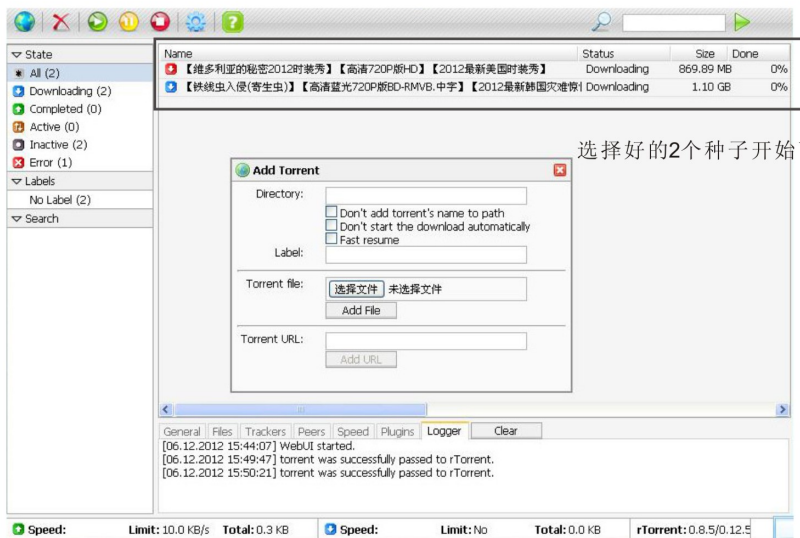 Name Status Size Done
【维多利亚的秘密2012时装秀】【高清720P版HD】【2012最新美国时装秀】 Downloading 869.89 MB 0%
【铁线虫入侵(寄生虫)】【高清蓝光720P版BD-RMVB.中字】【2012最新韩国灾难惊 Downloading 1.10 GB 0%
State
All (2)
Downloading (2)
Completed (0)
Active (0)
Inactive (2)
Error (1)
Labels
No Label (2)
Search
选择好的2个种子开始
Add Torrent
Directory:
Don't add torrent's name to path
Don't start the download automatically
Fast resume
Label:
Torrent file: 选择文件 未选择文件
Add File
Torrent URL:
Add URL
General Files Trackers Peers Speed Plugins Logger Clear
[06.12.2012 15:44:07] WebUI started.
[06.12.2012 15:49:47] torrent was successfully passed to rTorrent.
[06.12.2012 15:50:21] torrent was successfully passed to rTorrent.
Speed: Limit: 10.0 KB/s Total: 0.3 KB Speed: Limit: No Total: 0.0 KB rTorrent: 0.8.5/0.12.5